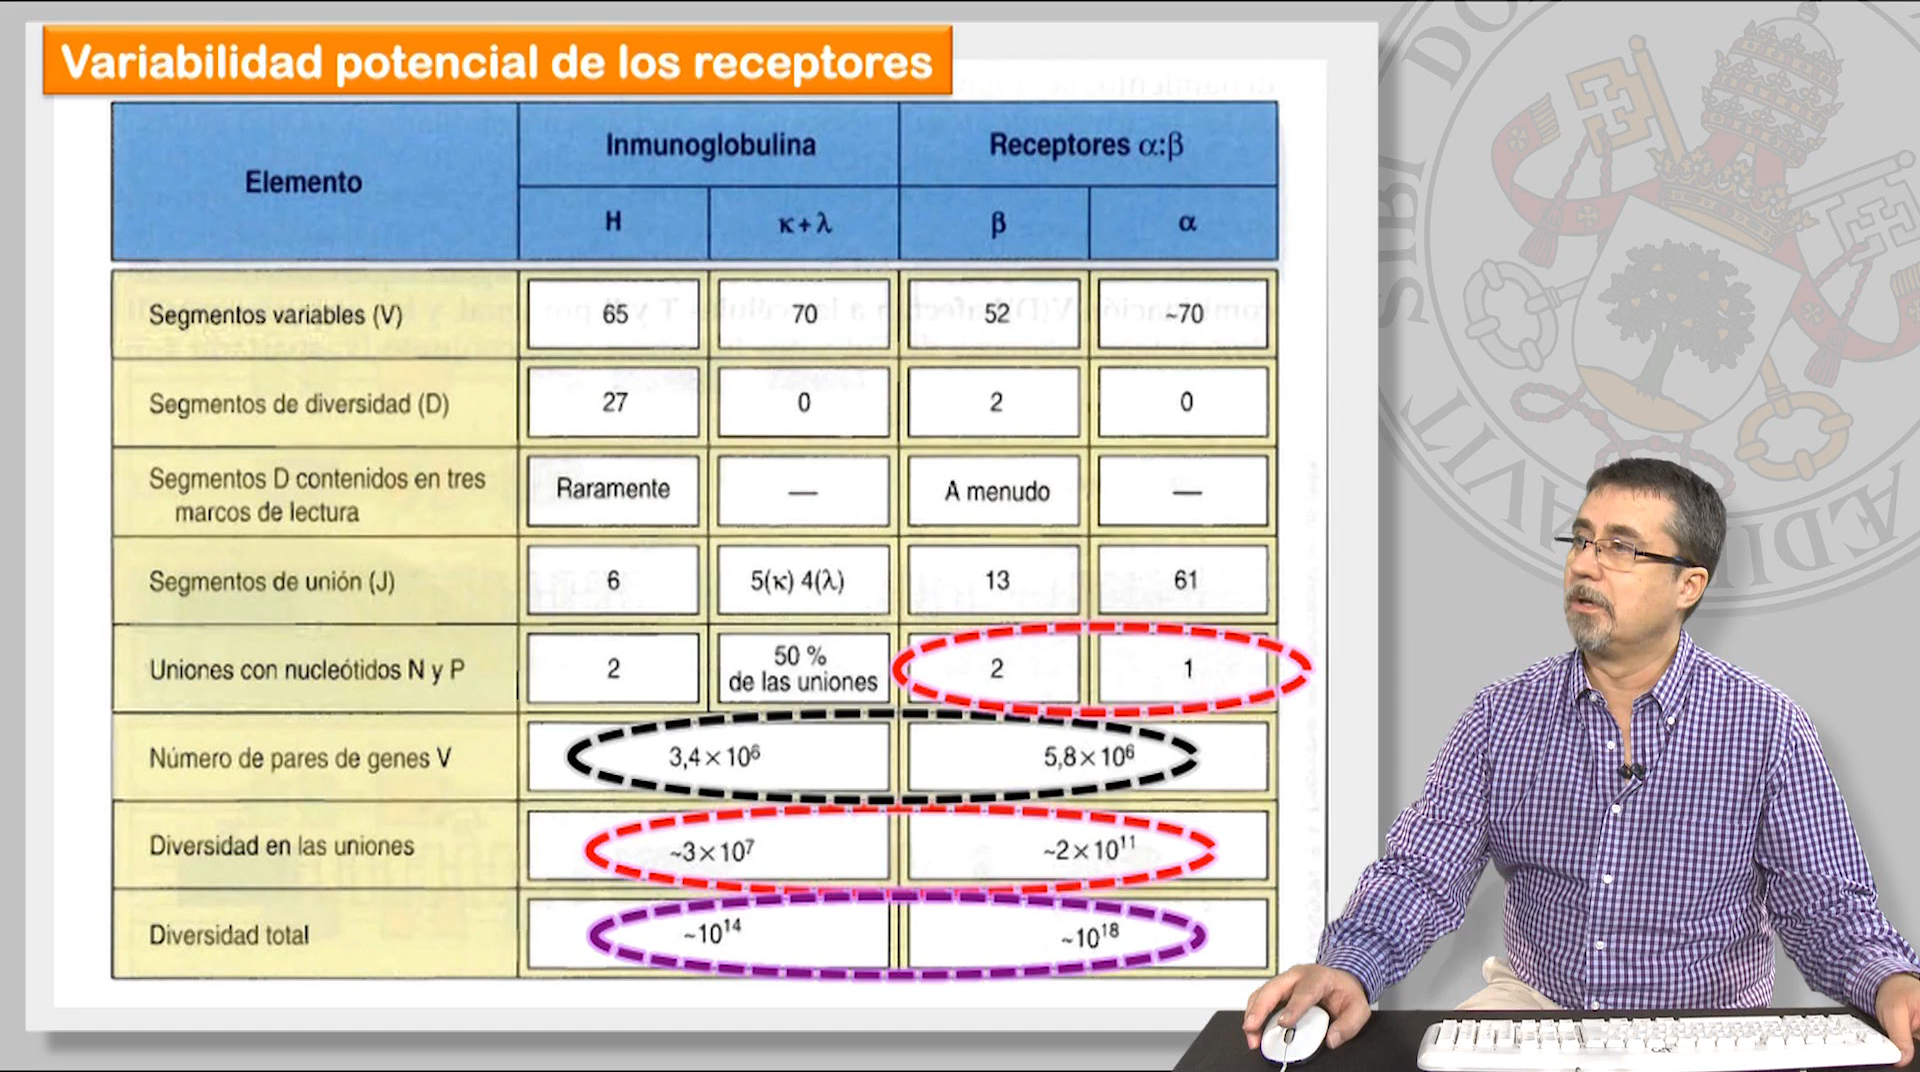 Variabilidad potencial de los receptores
Elemento
Inmunoglobulina
Receptores α:β
H
κ+λ
β
α
Segmentos variables (V)
65
70
52
~70
Segmentos de diversidad (D)
27
0
2
0
Segmentos D contenidos en tres
marcos de lectura
Raramente
—
A menudo
—
Segmentos de unión (J)
6
5(κ) 4(λ)
13
61
Uniones con nucleótidos N y P
2
50 %
de las uniones
2
1
Número de pares de genes V
3,4 × 10⁶
5,8 × 10⁶
Diversidad en las uniones
~3 × 10⁷
~2 × 10¹¹
Diversidad total
~10¹⁴
~10¹⁸
SIBI